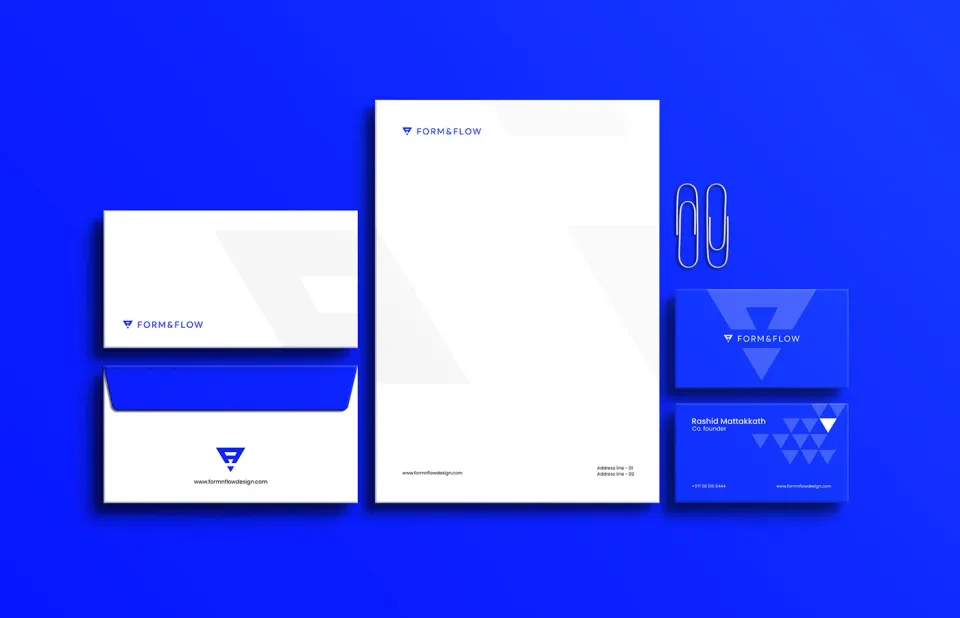 FORM&FLOW
www.formnflowdesign.com
FORM&FLOW
www.formnflowdesign.com
Address line - 01
Address line - 02
FORM&FLOW
Rashid Mattakkath
Co. founder
www.formnflowdesign.com